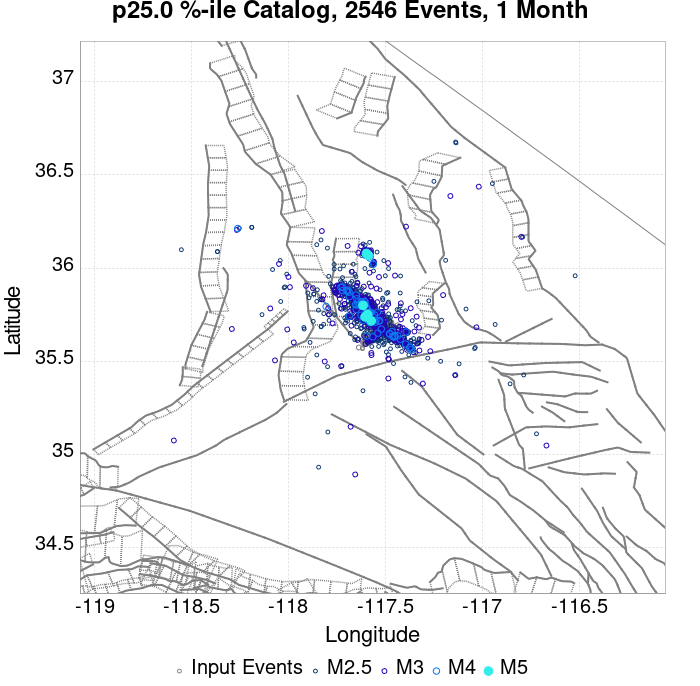 p25.0 %-ile Catalog, 2546 Events, 1 Month
37
36.5
36
35.5
35
34.5
Latitude
-119
-118.5
-118
-117.5
-117
-116.5
Longitude
Input Events
M2.5
M3
M4
M5